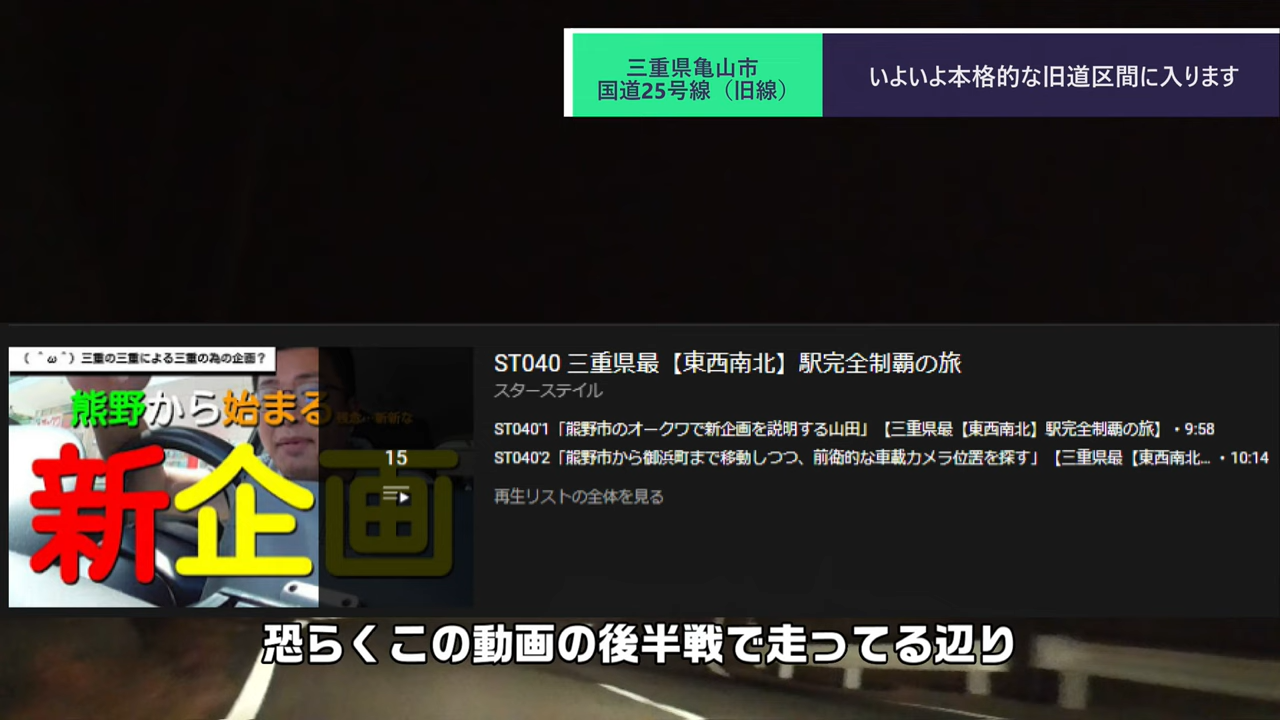 三重県亀山市
国道25号線（旧線）
いよいよ本格的な旧道区間に入ります
（＾ω＾）三重の三重による三重の為の企画？
熊野から始まる
新企画
15
ST040 三重県最【東西南北】駅完全制覇の旅
スターステイル
ST040'1「熊野市のオークワで新企画を説明する山田」【三重県最【東西南北】駅完全制覇の旅】・9:58
ST040'2「熊野市から御浜町まで移動しつつ、前衛的な車載カメラ位置を探す」【三重県最【東西南北... ・10:14
再生リストの全体を見る
恐らくこの動画の後半戦で走ってる辺り